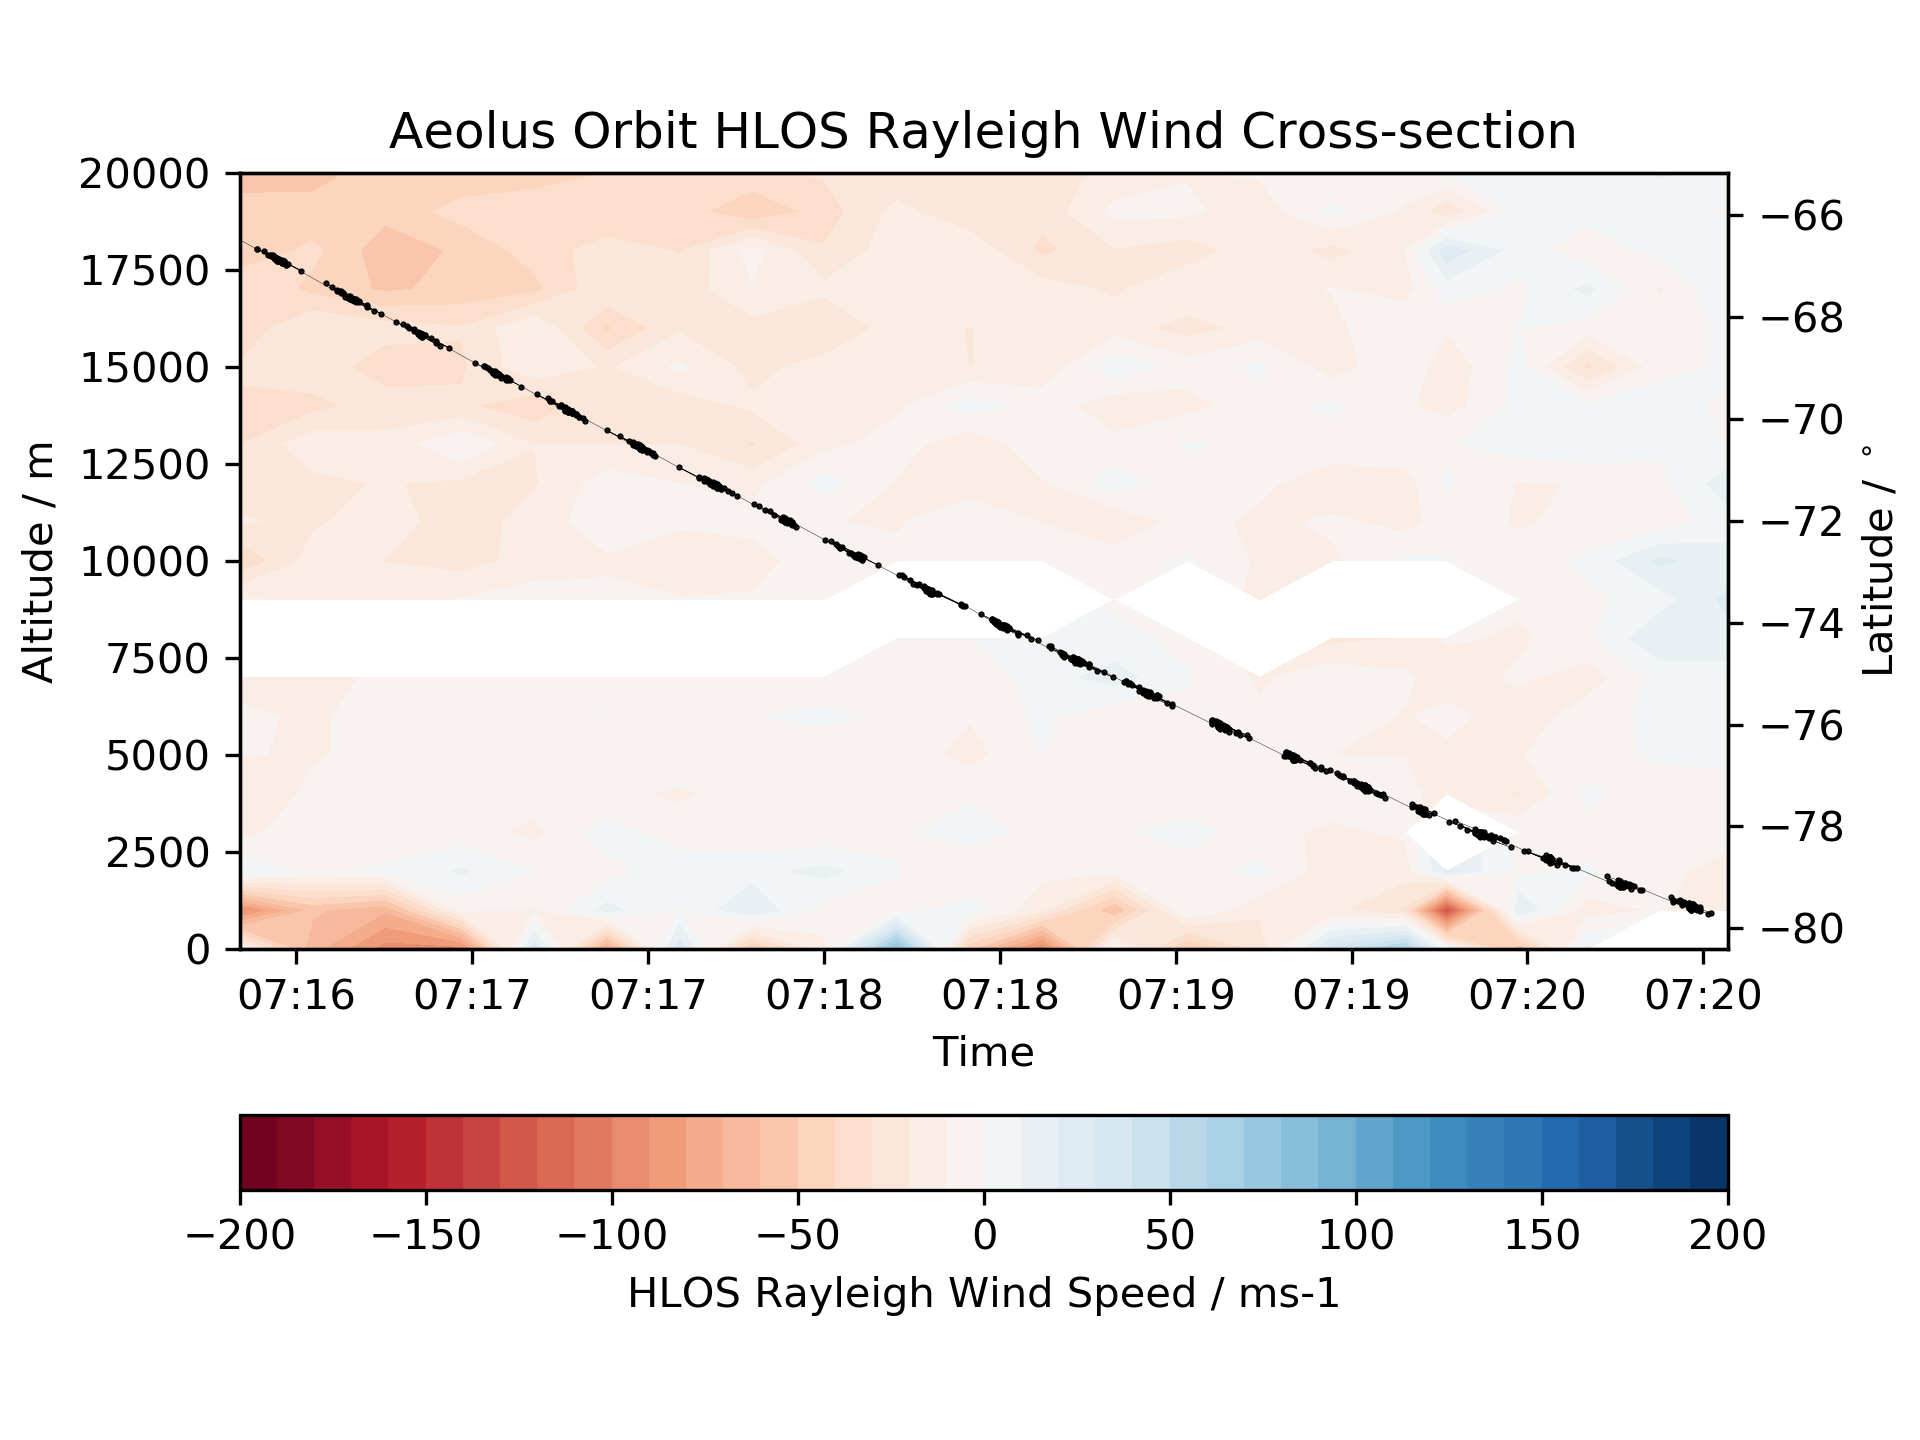 Aeolus Orbit HLOS Rayleigh Wind Cross-section
20000
17500
15000
12500
10000
7500
5000
2500
0
Altitude / m
−66
−68
−70
−72
−74
−76
−78
−80
Latitude / °
07:16 07:17 07:17 07:18 07:18 07:19 07:19 07:20 07:20
Time
−200 −150 −100 −50 0 50 100 150 200
HLOS Rayleigh Wind Speed / ms-1